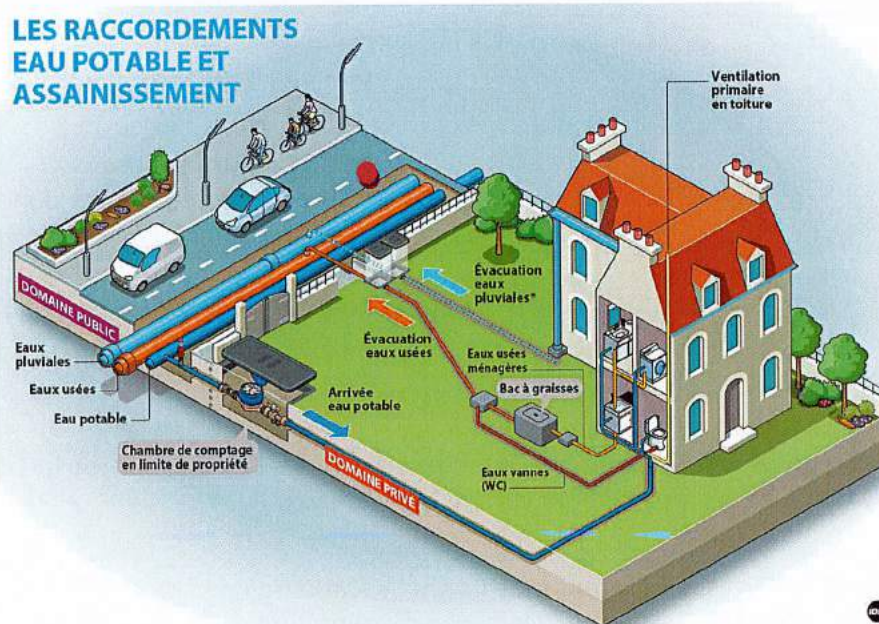 LES RACCORDEMENTS
EAU POTABLE ET
ASSAINISSEMENT
Ventilation
primaire
en toiture
DOMAINE PUBLIC
Évacuation
eaux
pluviales*
Évacuation
eaux usées
Eaux usées
ménagères
Bac à graisses
Eaux
pluviales
Eaux usées
Eau potable
Arrivée
eau potable
Chambre de comptage
en limite de propriété
DOMAINE PRIVÉ
Eaux vannes
(WC)